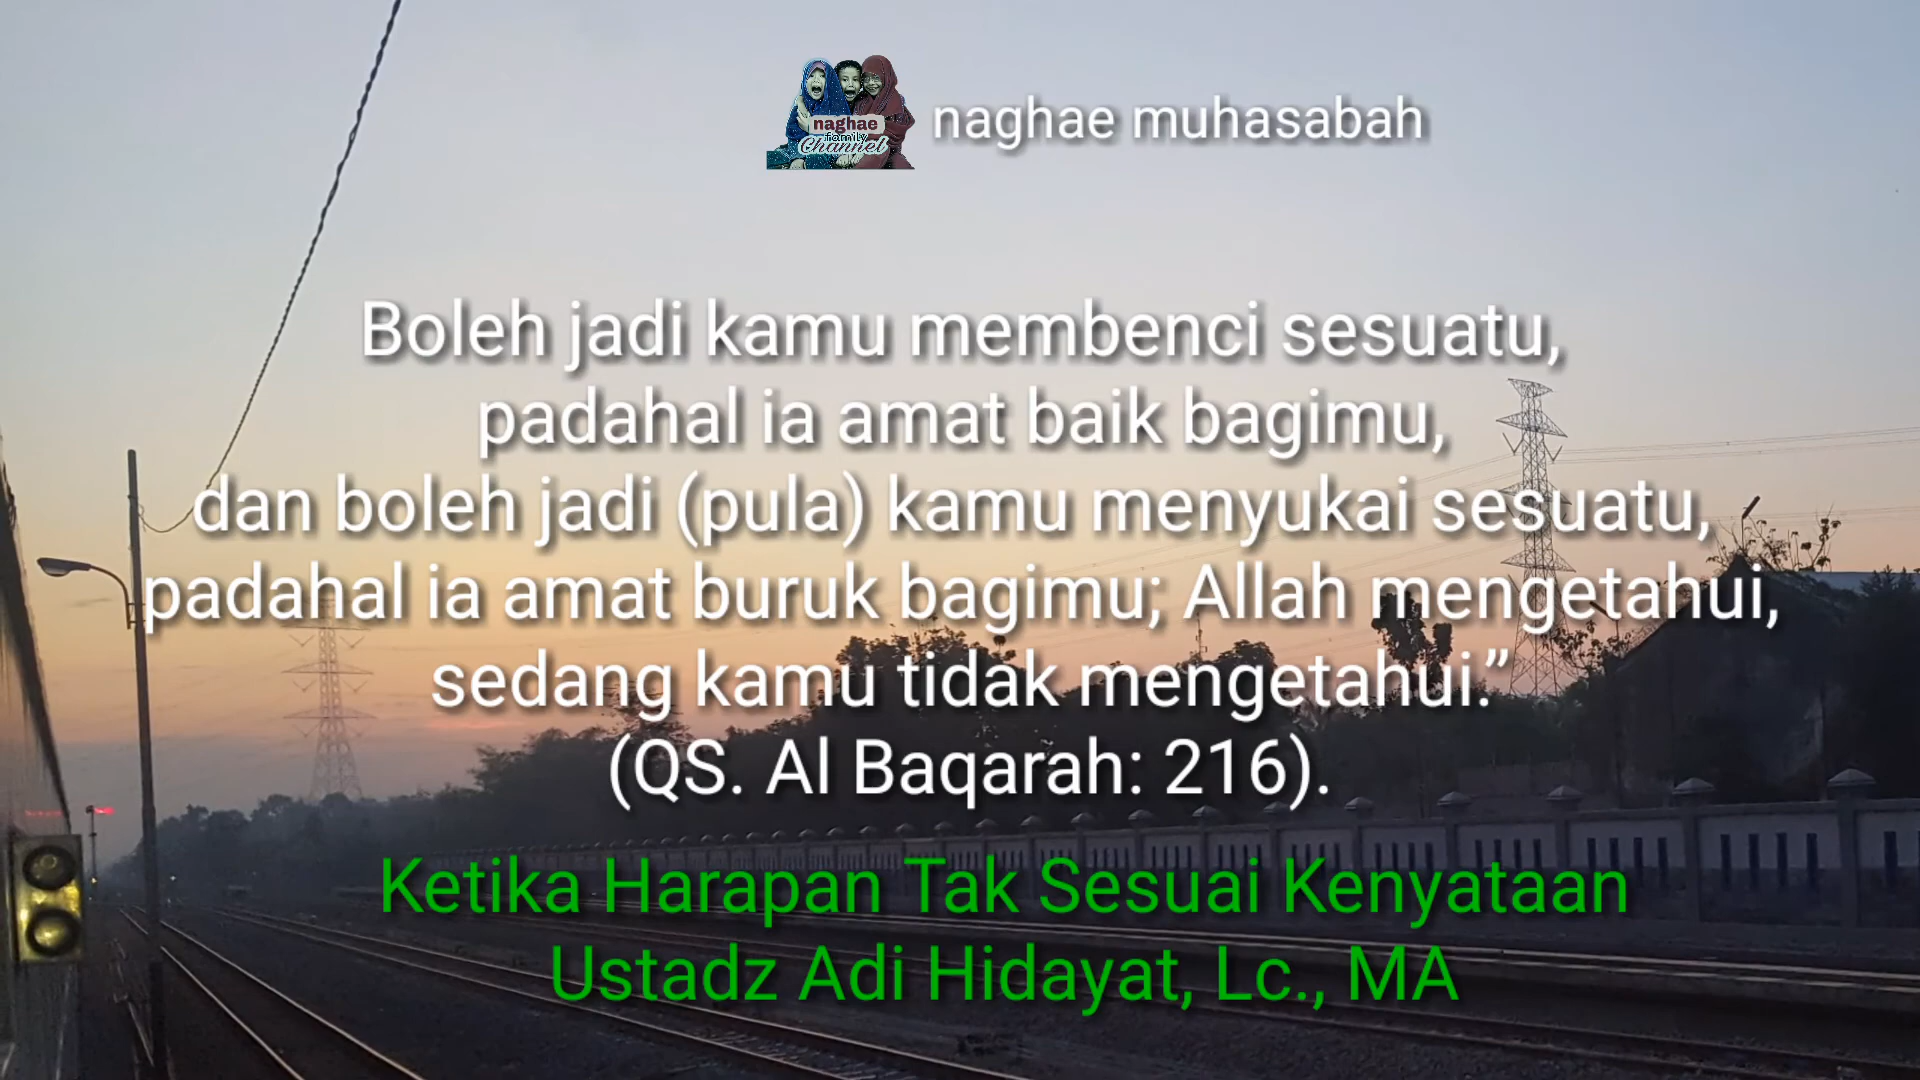 naghae
family
Channel
naghae muhasabah
Boleh jadi kamu membenci sesuatu,
padahal ia amat baik bagimu,
dan boleh jadi (pula) kamu menyukai sesuatu,
padahal ia amat buruk bagimu; Allah mengetahui,
sedang kamu tidak mengetahui.”
(QS. Al Baqarah: 216).
Ketika Harapan Tak Sesuai Kenyataan
Ustadz Adi Hidayat, Lc., MA